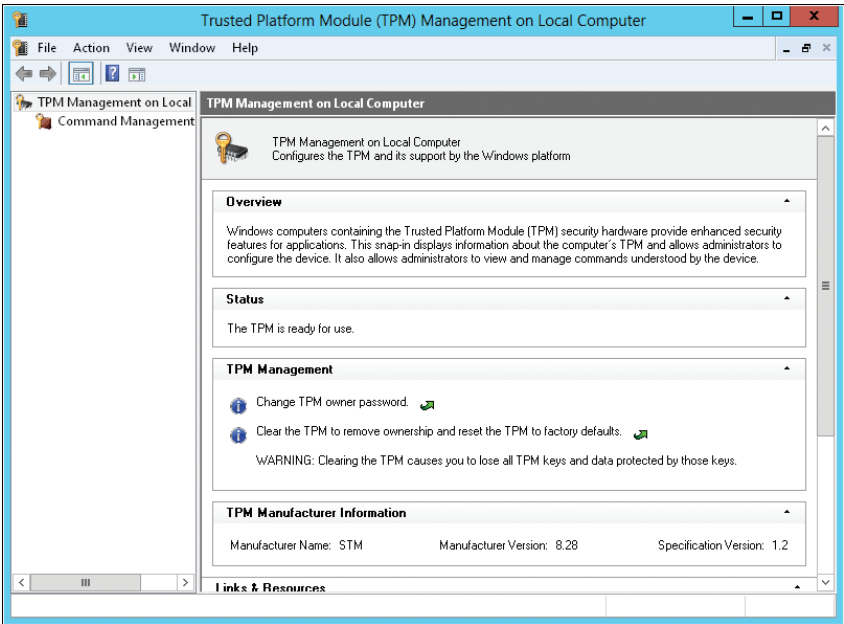 Trusted Platform Module (TPM) Management on Local Computer
File Action View Window Help
TPM Management on Local
Command Management
TPM Management on Local Computer
TPM Management on Local Computer
Configures the TPM and its support by the Windows platform
Overview
Windows computers containing the Trusted Platform Module (TPM) security hardware provide enhanced security
features for applications. This snap-in displays information about the computer's TPM and allows administrators to
configure the device. It also allows administrators to view and manage commands understood by the device.
Status
The TPM is ready for use.
TPM Management
Change TPM owner password.
Clear the TPM to remove ownership and reset the TPM to factory defaults.
WARNING: Clearing the TPM causes you to lose all TPM keys and data protected by those keys.
TPM Manufacturer Information
Manufacturer Name: STM Manufacturer Version: 8.28 Specification Version: 1.2
Links & Resources